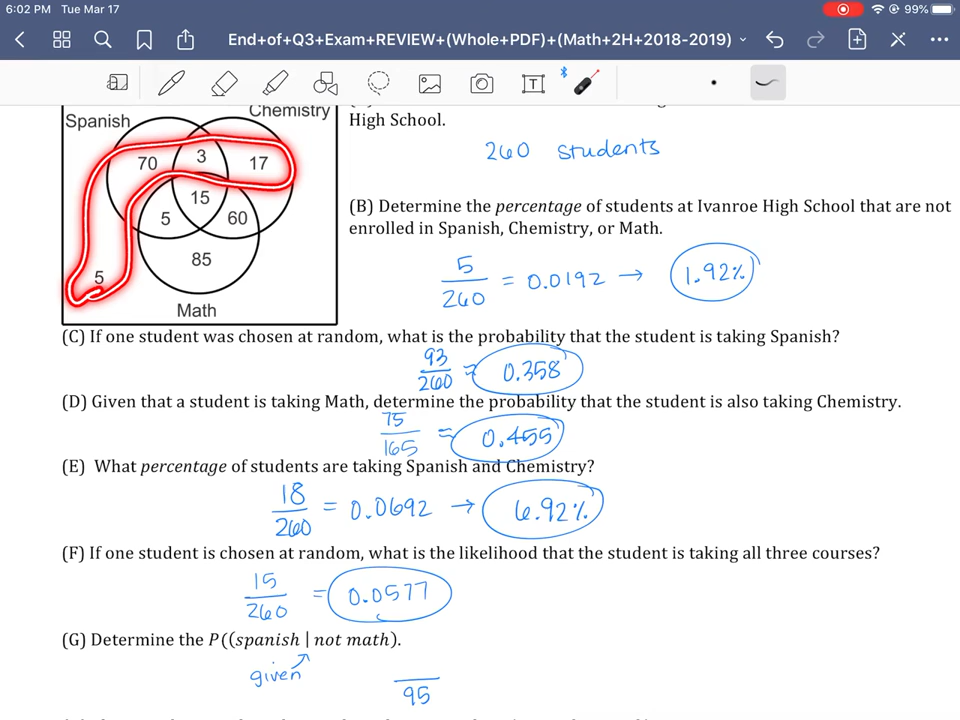 6:02 PM Tue Mar 17
99%
End+of+Q3+Exam+REVIEW+(Whole+PDF)+(Math+2H+2018-2019)
T
Chemistry
Spanish
High School.
70 3 17
260 students
15
5 60
(B) Determine the percentage of students at Ivanroe High School that are not
enrolled in Spanish, Chemistry, or Math.
85
5
5/260 = 0.0192 → 1.92%
Math
(C) If one student was chosen at random, what is the probability that the student is taking Spanish?
93/260 = 0.358
(D) Given that a student is taking Math, determine the probability that the student is also taking Chemistry.
75/165 = 0.455
(E) What percentage of students are taking Spanish and Chemistry?
18/260 = 0.0692 → 6.92%
(F) If one student is chosen at random, what is the likelihood that the student is taking all three courses?
15/260 = 0.0577
(G) Determine the P((spanish | not math).
given
95